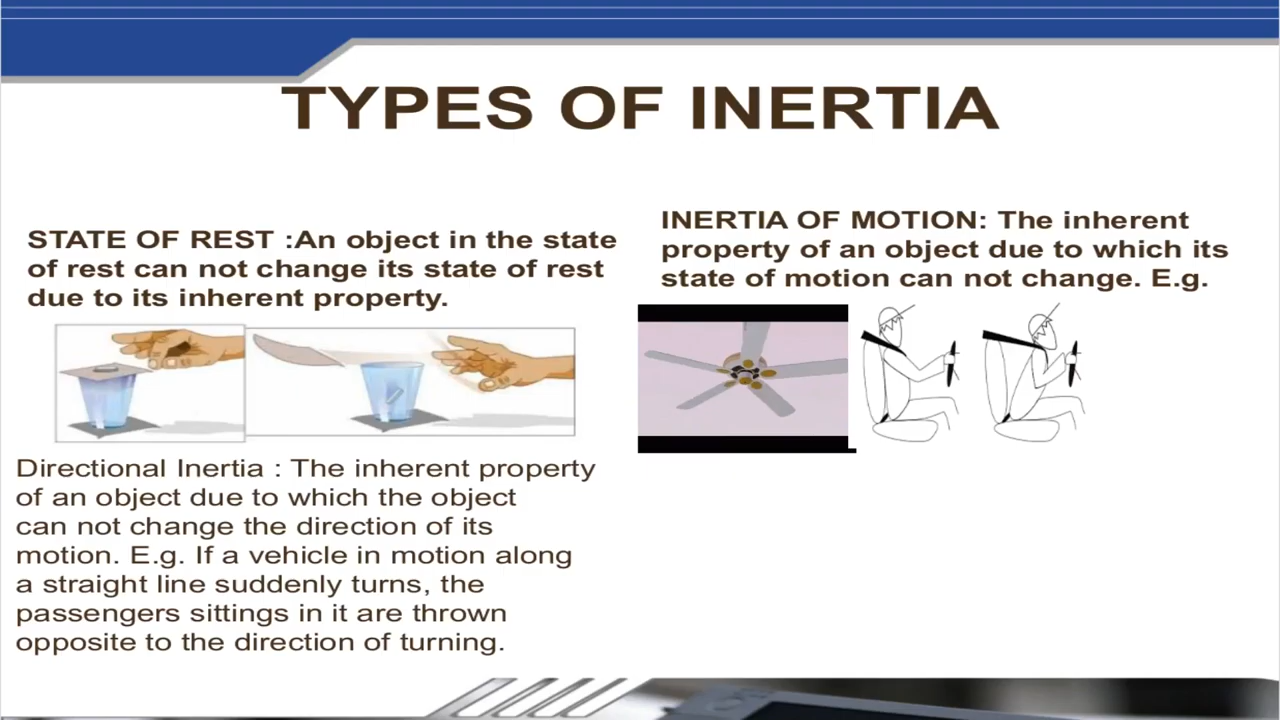 TYPES OF INERTIA
STATE OF REST :An object in the state
of rest can not change its state of rest
due to its inherent property.
Directional Inertia : The inherent property
of an object due to which the object
can not change the direction of its
motion. E.g. If a vehicle in motion along
a straight line suddenly turns, the
passengers sittings in it are thrown
opposite to the direction of turning.
INERTIA OF MOTION: The inherent
property of an object due to which its
state of motion can not change. E.g.